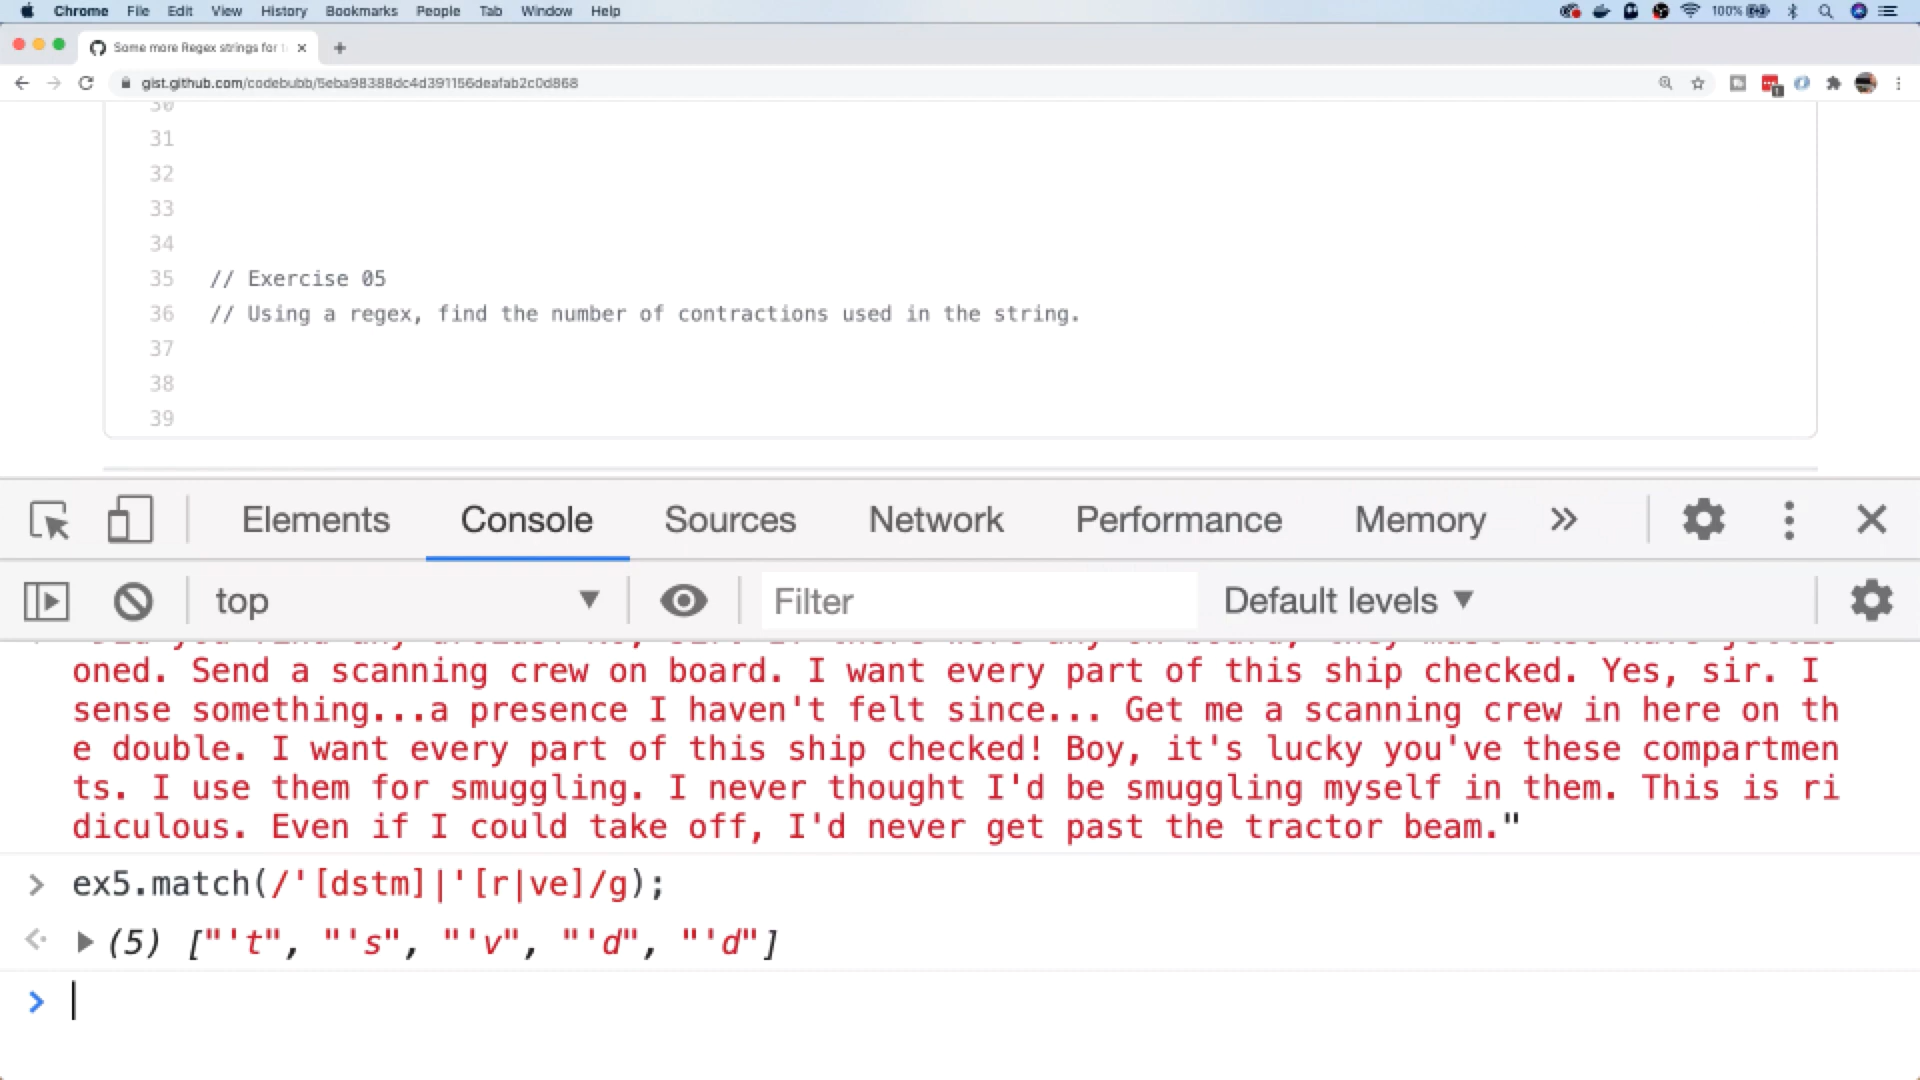 Chrome File Edit View History Bookmarks People Tab Window Help 100%
Some more Regex strings for
gist.github.com/codebubb/5eba98388dc4d391156deafab2c0d868
30
31
32
33
34
35 // Exercise 05
36 // Using a regex, find the number of contractions used in the string.
37
38
39
Elements Console Sources Network Performance Memory »
top ▼ Filter Default levels ▼
oned. Send a scanning crew on board. I want every part of this ship checked. Yes, sir. I
sense something...a presence I haven't felt since... Get me a scanning crew in here on th
e double. I want every part of this ship checked! Boy, it's lucky you've these compartmen
ts. I use them for smuggling. I never thought I'd be smuggling myself in them. This is ri
diculous. Even if I could take off, I'd never get past the tractor beam."
> ex5.match(/'[dstm]|'[r|ve]/g);
(5) ["'t", "'s", "'v", "'d", "'d"]
>